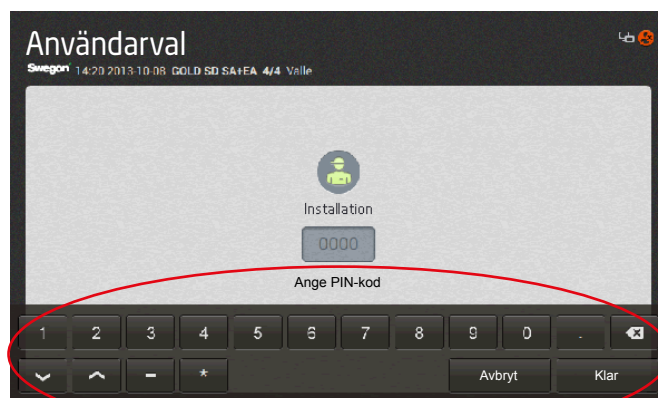 Användarval
Swegon 14:20 2013-10-08 GOLD SD SA+EA 4/4 Valle
Installation
0000
Ange PIN-kod
1 2 3 4 5 6 7 8 9 0 .
- *
Avbryt Klar